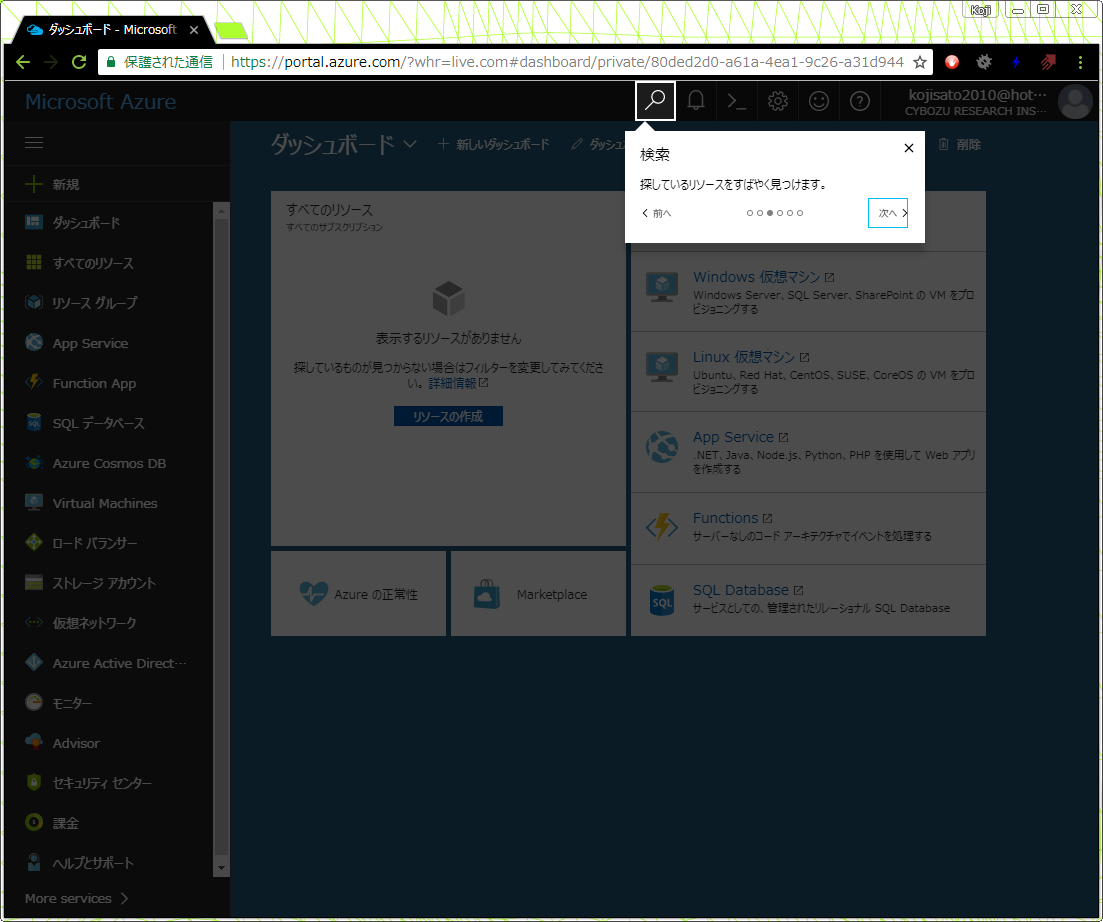 Koji
ダッシュボード - Microsoft
保護された通信
https://portal.azure.com/?whr=live.com#dashboard/private/80ded2d0-a61a-4ea1-9c26-a31d944
Microsoft Azure
kojisato2010@hot…
CYBOZU RESEARCH INS…
新規
ダッシュボード
すべてのリソース
リソース グループ
App Service
Function App
SQL データベース
Azure Cosmos DB
Virtual Machines
ロード バランサー
ストレージ アカウント
仮想ネットワーク
Azure Active Direct…
モニター
Advisor
セキュリティ センター
課金
ヘルプとサポート
More services
ダッシュボード
新しいダッシュボード
ダッシュ
削除
検索
探しているリソースをすばやく見つけます。
前へ
次へ
すべてのリソース
すべてのサブスクリプション
表示するリソースがありません
探しているものが見つからない場合はフィルターを変更してみてくださ
い。詳細情報
リソースの作成
Azure の正常性
Marketplace
Windows 仮想マシン
Windows Server、SQL Server、SharePoint の VM をプロ
ビジョニングする
Linux 仮想マシン
Ubuntu、Red Hat、CentOS、SUSE、CoreOS の VM をプロ
ビジョニングする
App Service
.NET、Java、Node.js、Python、PHP を使用して Web アプリ
を作成する
Functions
サーバーなしのコード アーキテクチャでイベントを処理する
SQL Database
サービスとしての、管理されたリレーショナル SQL Database